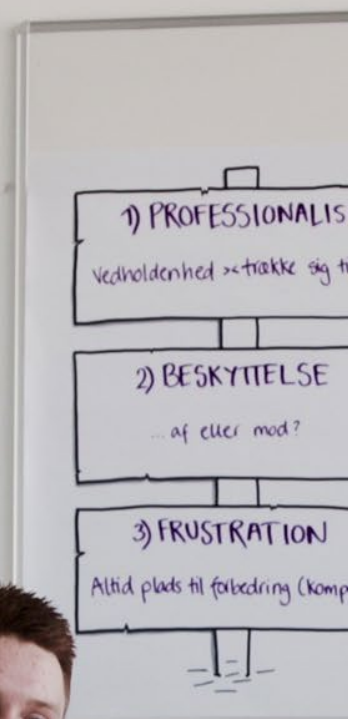 1) PROFESSIONALIS
Vedholdenhed >< trække sig
2) BESKYTTELSE
... af eller mod?
3) FRUSTRATION
Altid plads til forbedring (komp